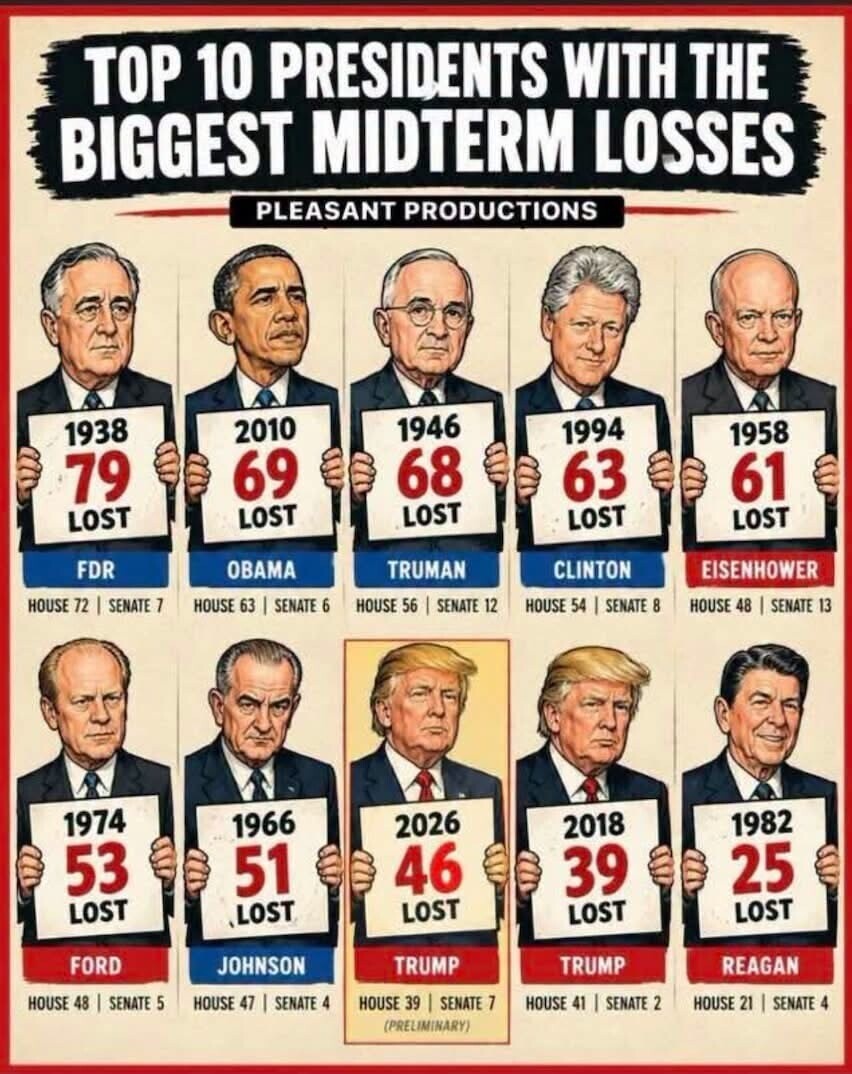 TOP 10 PRESIDENTS WITH THE
BIGGEST MIDTERM LOSSES
PLEASANT PRODUCTIONS
1938
79
LOST
FDR
HOUSE 72 | SENATE 7
2010
69
LOST
OBAMA
HOUSE 63 | SENATE 6
1946
68
LOST
TRUMAN
HOUSE 56 | SENATE 12
1994
63
LOST
CLINTON
HOUSE 54 | SENATE 8
1958
61
LOST
EISENHOWER
HOUSE 48 | SENATE 13
1974
53
LOST
FORD
HOUSE 48 | SENATE 5
1966
51
LOST
JOHNSON
HOUSE 47 | SENATE 4
2026
46
LOST
TRUMP
HOUSE 39 | SENATE 7
(PRELIMINARY)
2018
39
LOST
TRUMP
HOUSE 41 | SENATE 2
1982
25
LOST
REAGAN
HOUSE 21 | SENATE 4